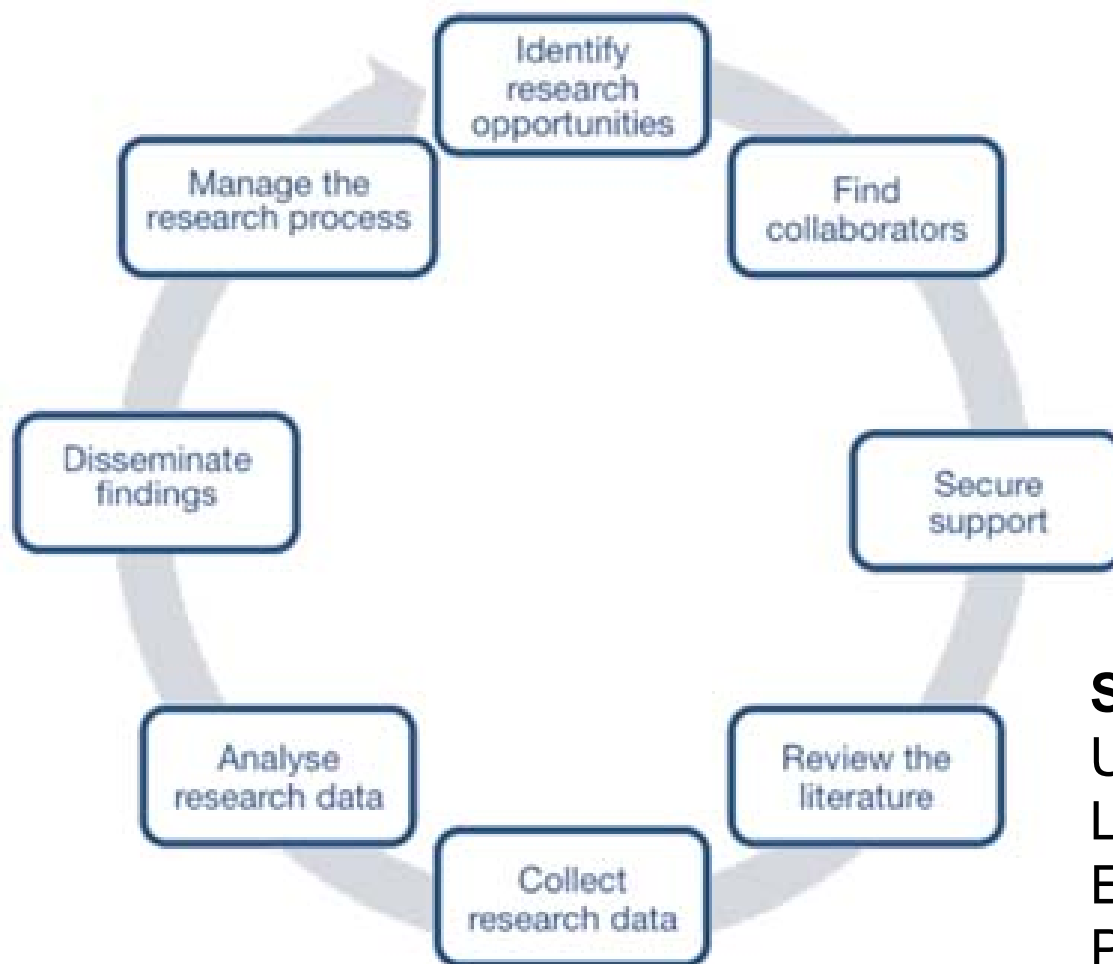 Identify
research
opportunities
Find
collaborators
Secure
support
Review the
literature
Collect
research data
Analyse
research data
Disseminate
findings
Manage the
research process
S
U
L
E
P